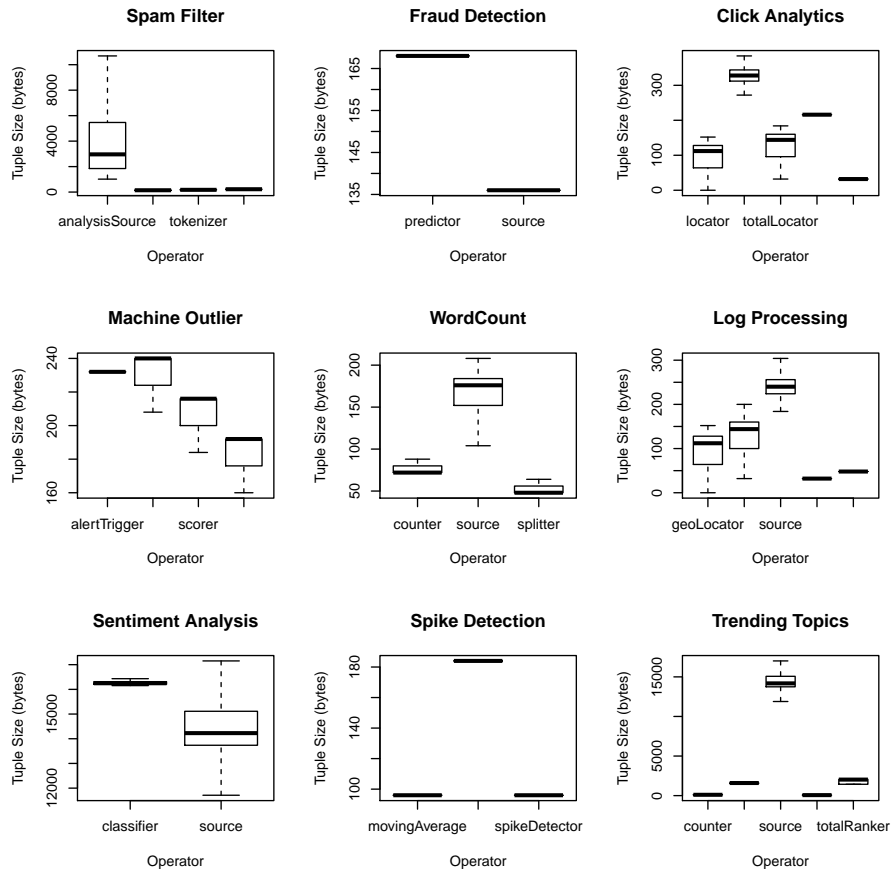 Spam Filter
Tuple Size (bytes)
0
4000
8000
analysisSource
tokenizer
Operator
Fraud Detection
Tuple Size (bytes)
135
145
155
165
predictor
source
Operator
Click Analytics
Tuple Size (bytes)
0
100
300
locator
totalLocator
Operator
Machine Outlier
Tuple Size (bytes)
160
200
240
alertTrigger
scorer
Operator
WordCount
Tuple Size (bytes)
50
100
150
200
counter
source
splitter
Operator
Log Processing
Tuple Size (bytes)
0
100
200
300
geoLocator
source
Operator
Sentiment Analysis
Tuple Size (bytes)
12000
15000
classifier
source
Operator
Spike Detection
Tuple Size (bytes)
100
140
180
movingAverage
spikeDetector
Operator
Trending Topics
Tuple Size (bytes)
0
5000
15000
counter
source
totalRanker
Operator